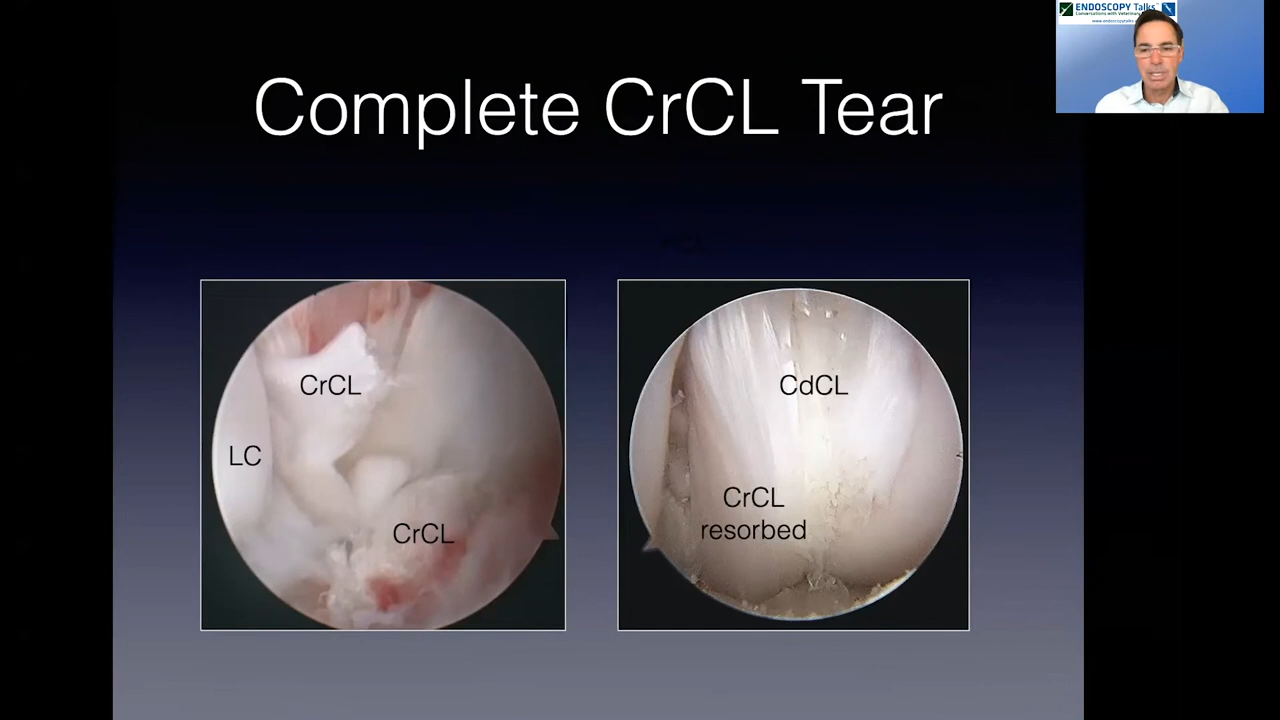 ENDOSCOPY Talks
Complete CrCL Tear
CrCL
LC
CrCL
CdCL
CrCL
resorbed